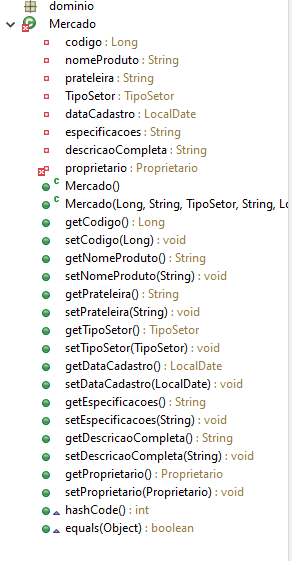 dominio
Mercado
codigo : Long
nomeProduto : String
prateleira : String
TipoSetor : TipoSetor
dataCadastro : LocalDate
especificacoes : String
descricaoCompleta : String
proprietario : Proprietario
Mercado()
Mercado(Long, String, TipoSetor, String, Lo
getCodigo() : Long
setCodigo(Long) : void
getNomeProduto() : String
setNomeProduto(String) : void
getPrateleira() : String
setPrateleira(String) : void
getTipoSetor() : TipoSetor
setTipoSetor(TipoSetor) : void
getDataCadastro() : LocalDate
setDataCadastro(LocalDate) : void
getEspecificacoes() : String
setEspecificacoes(String) : void
getDescricaoCompleta() : String
setDescricaoCompleta(String) : void
getProprietario() : Proprietario
setProprietario(Proprietario) : void
hashCode() : int
equals(Object) : boolean